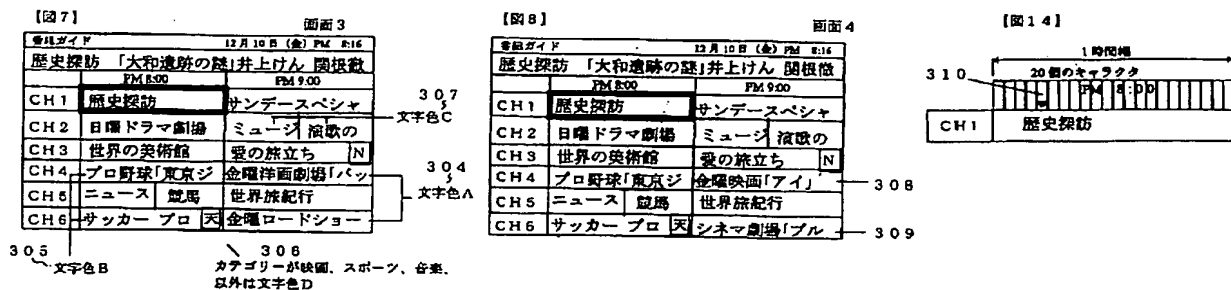 【図7】
画面3
番組ガイド 12月10日(金) PM 8:16
歴史探訪 「大和遺跡の謎」井上けん 関根徹
PM 8:00 PM 9:00
CH1 歴史探訪 サンデースペシャ
CH2 日曜ドラマ劇場 ミュージ 演歌の
CH3 世界の美術館 愛の旅立ち N
CH4 プロ野球「東京ジ 金曜洋画劇場「バッ
CH5 ニュース 競馬 世界旅紀行
CH6 サッカー プロ 天 金曜ロードショー
307
文字色C
304
文字色A
305
文字色B
306
カテゴリーが映画、スポーツ、音楽、
以外は文字色D
【図8】
画面4
番組ガイド 12月10日(金) PM 8:16
歴史探訪 「大和遺跡の謎」井上けん 関根徹
PM 8:00 PM 9:00
CH1 歴史探訪 サンデースペシャ
CH2 日曜ドラマ劇場 ミュージ 演歌の
CH3 世界の美術館 愛の旅立ち N
CH4 プロ野球「東京ジ 金曜映画「アイ」
CH5 ニュース 競馬 世界旅紀行
CH6 サッカー プロ 天 シネマ劇場「ブル
308
309
【図14】
1時間幅
310
20個のキャラクタ
PM 8:00
CH1 歴史探訪